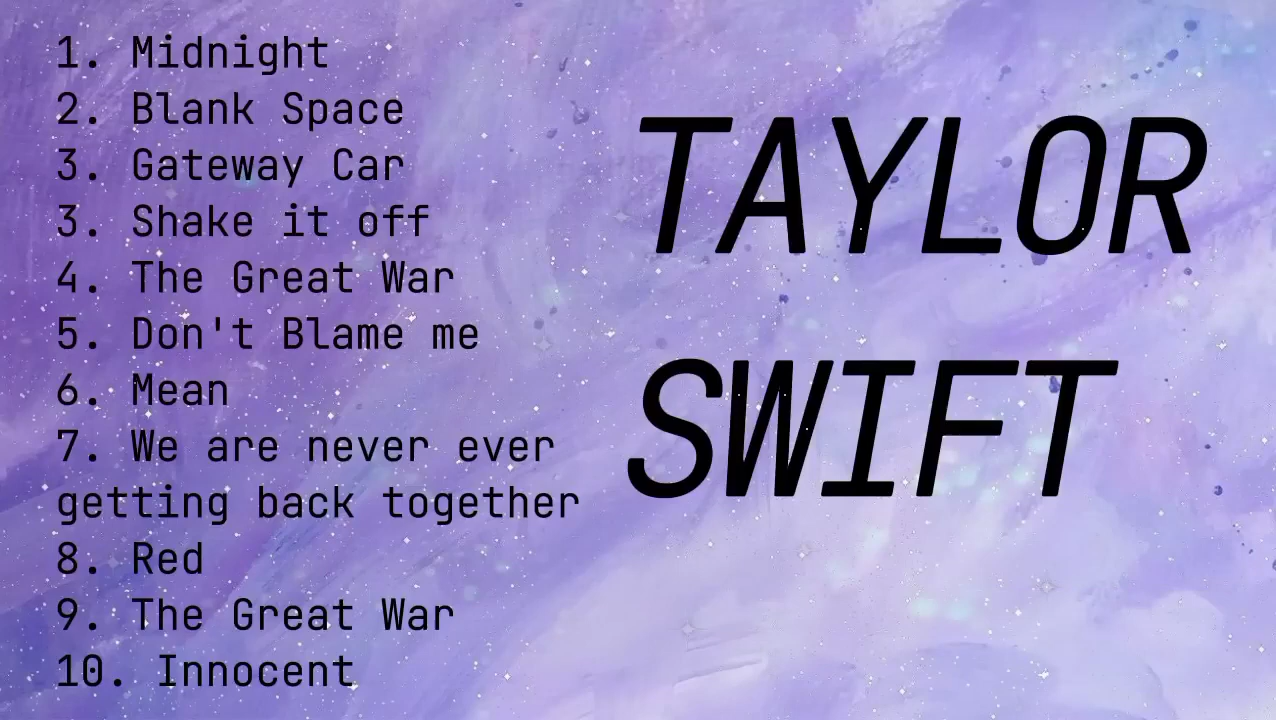 1. Midnight
2. Blank Space
3. Gateway Car
3. Shake it off
4. The Great War
5. Don't Blame me
6. Mean
7. We are never ever
getting back together
8. Red
9. The Great War
10. Innocent
TAYLOR
SWIFT